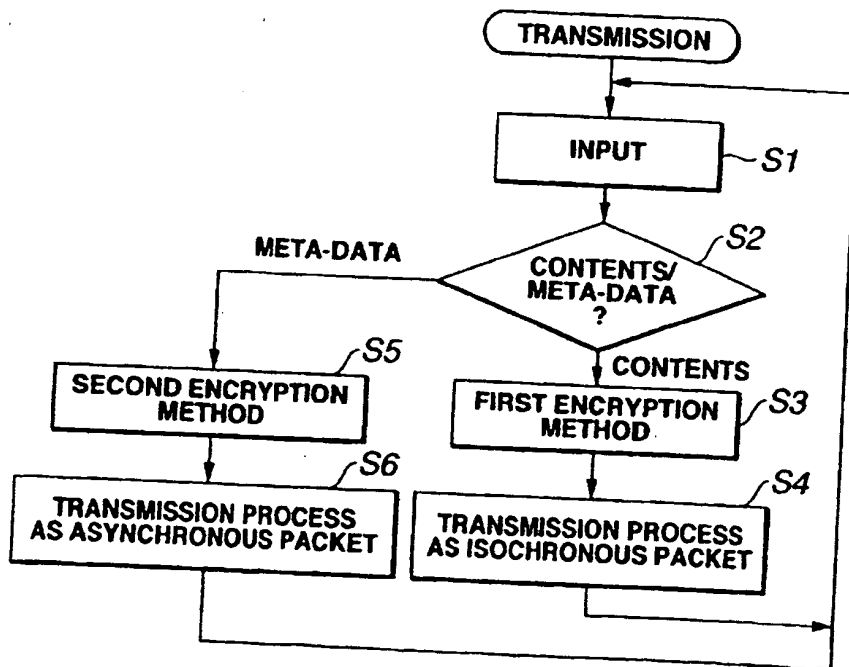 TRANSMISSION
INPUT
S1
S2
CONTENTS/
META-DATA
?
META-DATA
CONTENTS
S5
SECOND ENCRYPTION
METHOD
S3
FIRST ENCRYPTION
METHOD
S6
TRANSMISSION PROCESS
AS ASYNCHRONOUS PACKET
S4
TRANSMISSION PROCESS
AS ISOCHRONOUS PACKET